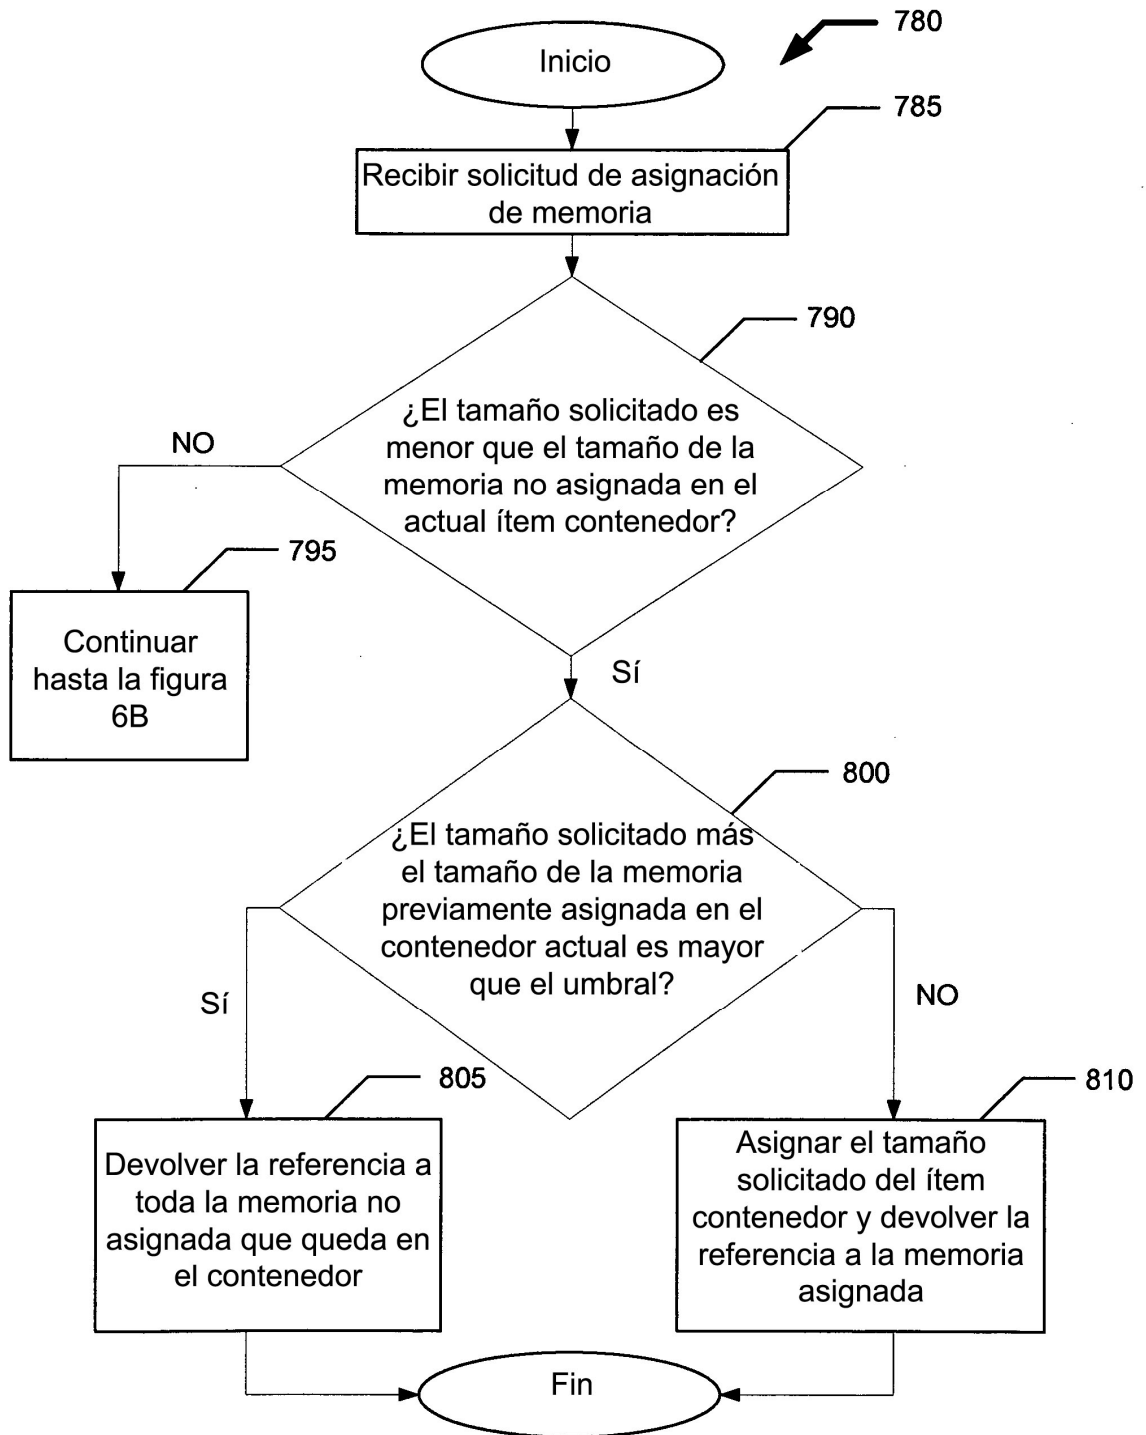 780
Inicio
785
Recibir solicitud de asignación
de memoria
790
¿El tamaño solicitado es
menor que el tamaño de la
memoria no asignada en el
actual ítem contenedor?
NO
795
Continuar
hasta la figura
6B
Sí
800
¿El tamaño solicitado más
el tamaño de la memoria
previamente asignada en el
contenedor actual es mayor
que el umbral?
Sí
NO
805
Devolver la referencia a
toda la memoria no
asignada que queda en
el contenedor
810
Asignar el tamaño
solicitado del ítem
contenedor y devolver la
referencia a la memoria
asignada
Fin